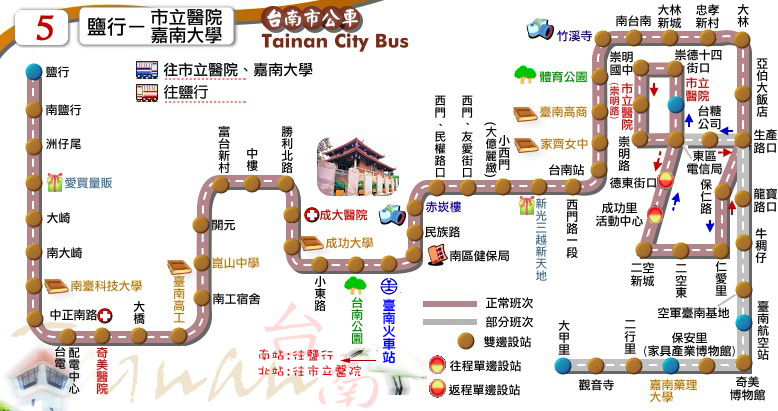 5
鹽行－市立醫院
嘉南大學
台南市公車
Tainan City Bus
往市立醫院、嘉南大學
往鹽行
鹽行
南鹽行
洲仔尾
愛買量販
大崎
南大崎
南臺科技大學
中正南路
台電
配電中心
奇美醫院
大橋
臺南高工
南工宿舍
崑山中學
開元
富台新村
中樓
勝利北路
成大醫院
成功大學
小東路
台南公園
臺南火車站
南站:往鹽行
北站:往市立醫院
南區健保局
民族路
赤崁樓
西門、民權路口
西門、友愛街口
小西門
(大億麗緻)
新光三越新天地
西門路一段
台南站
家齊女中
臺南高商
體育公園
竹溪寺
南台南
大林新城
忠孝新村
大林
亞伯大飯店
生產路口
龍寶路口
牛稠仔
臺南航空站
空軍臺南基地
奇美博物館
保安里
(家具產業博物館)
嘉南藥理大學
二行里
觀音寺
大甲里
崇明國中
(崇明路)
市立醫院
崇明路
崇德十四街口
市立醫院
台糖公司
東區電信局
德東街口
成功里活動中心
二空新城
二空東
仁愛里
保仁路
正常班次
部分班次
雙邊設站
往程單邊設站
返程單邊設站
Tainan
台南